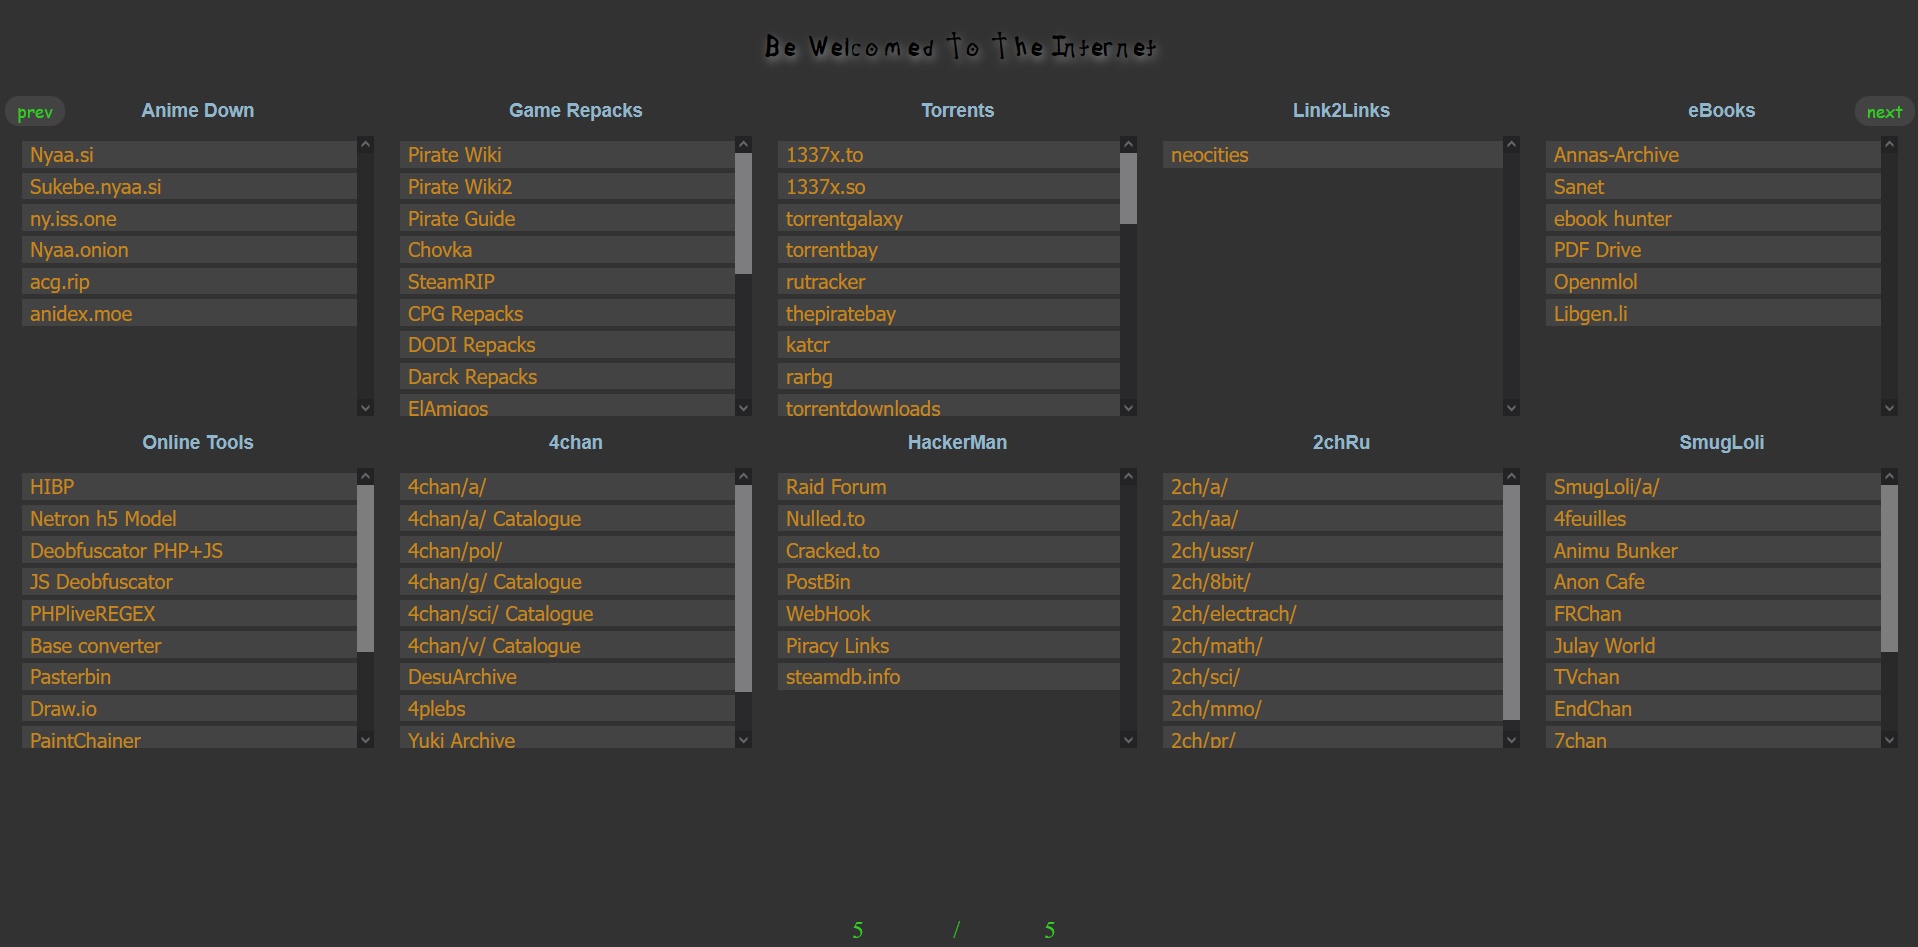 Be Welcomed To The Internet
prev
next
Anime Down
Nyaa.si
Sukebe.nyaa.si
ny.iss.one
Nyaa.onion
acg.rip
anidex.moe
Game Repacks
Pirate Wiki
Pirate Wiki2
Pirate Guide
Chovka
SteamRIP
CPG Repacks
DODI Repacks
Darck Repacks
ElAmigos
Torrents
1337x.to
1337x.so
torrentgalaxy
torrentbay
rutracker
thepiratebay
katcr
rarbg
torrentdownloads
Link2Links
neocities
eBooks
Annas-Archive
Sanet
ebook hunter
PDF Drive
Openmlol
Libgen.li
Online Tools
HIBP
Netron h5 Model
Deobfuscator PHP+JS
JS Deobfuscator
PHPliveREGEX
Base converter
Pasterbin
Draw.io
PaintChainer
4chan
4chan/a/
4chan/a/ Catalogue
4chan/pol/
4chan/g/ Catalogue
4chan/sci/ Catalogue
4chan/v/ Catalogue
DesuArchive
4plebs
Yuki Archive
HackerMan
Raid Forum
Nulled.to
Cracked.to
PostBin
WebHook
Piracy Links
steamdb.info
2chRu
2ch/a/
2ch/aa/
2ch/ussr/
2ch/8bit/
2ch/electrach/
2ch/math/
2ch/sci/
2ch/mmo/
2ch/pr/
SmugLoli
SmugLoli/a/
4feuilles
Animu Bunker
Anon Cafe
FRChan
Julay World
TVchan
EndChan
7chan
5 / 5